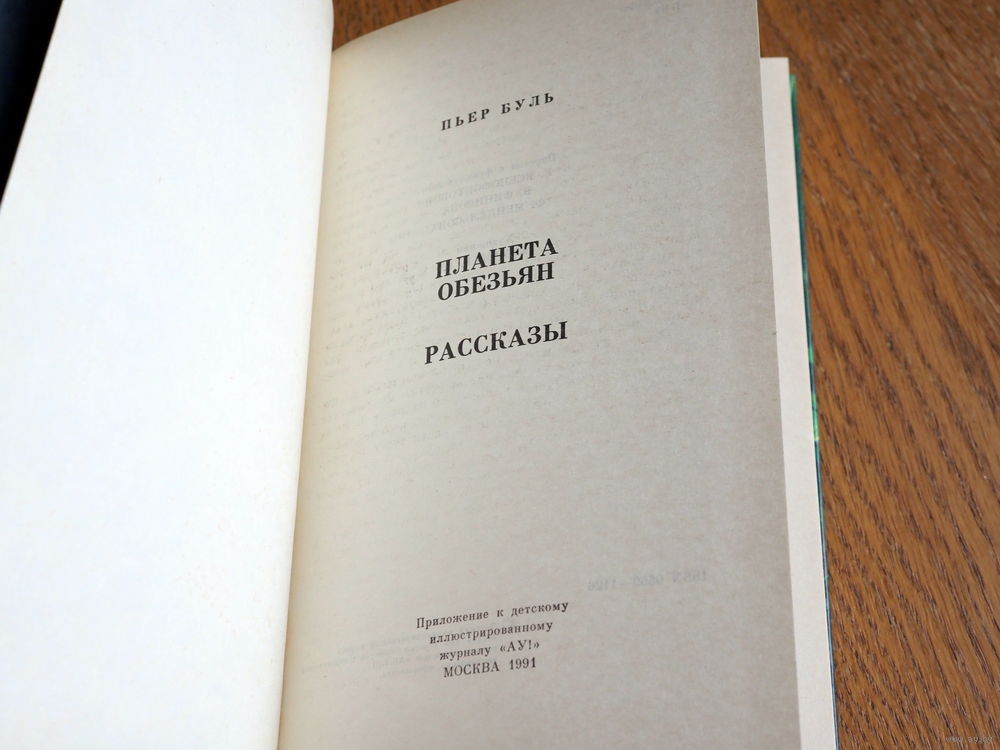 ПЬЕР БУЛЬ
ПЛАНЕТА
ОБЕЗЬЯН
РАССКАЗЫ
Приложение к детскому
иллюстрированному
журналу «АУ!»
МОСКВА 1991